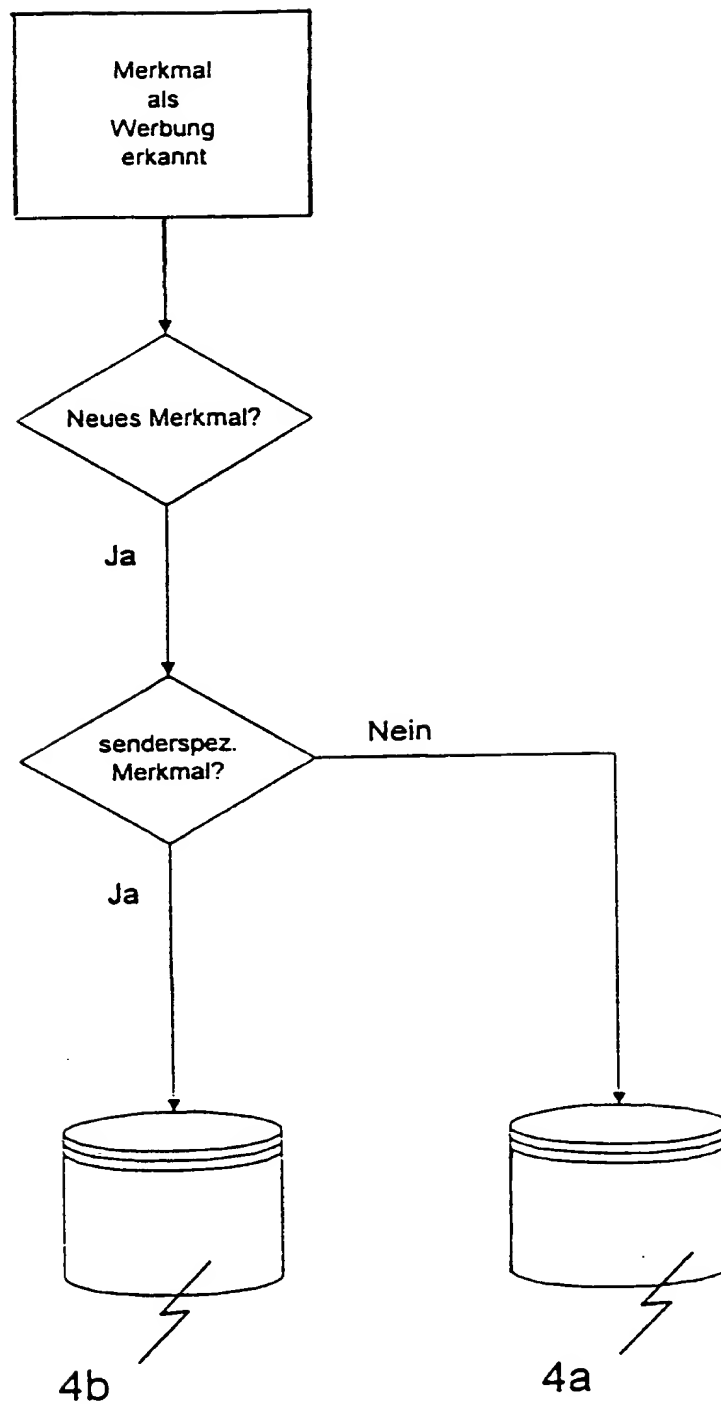 Merkmal
als
Werbung
erkannt
Neues Merkmal?
Ja
senderspez.
Merkmal?
Nein
Ja
4b
4a